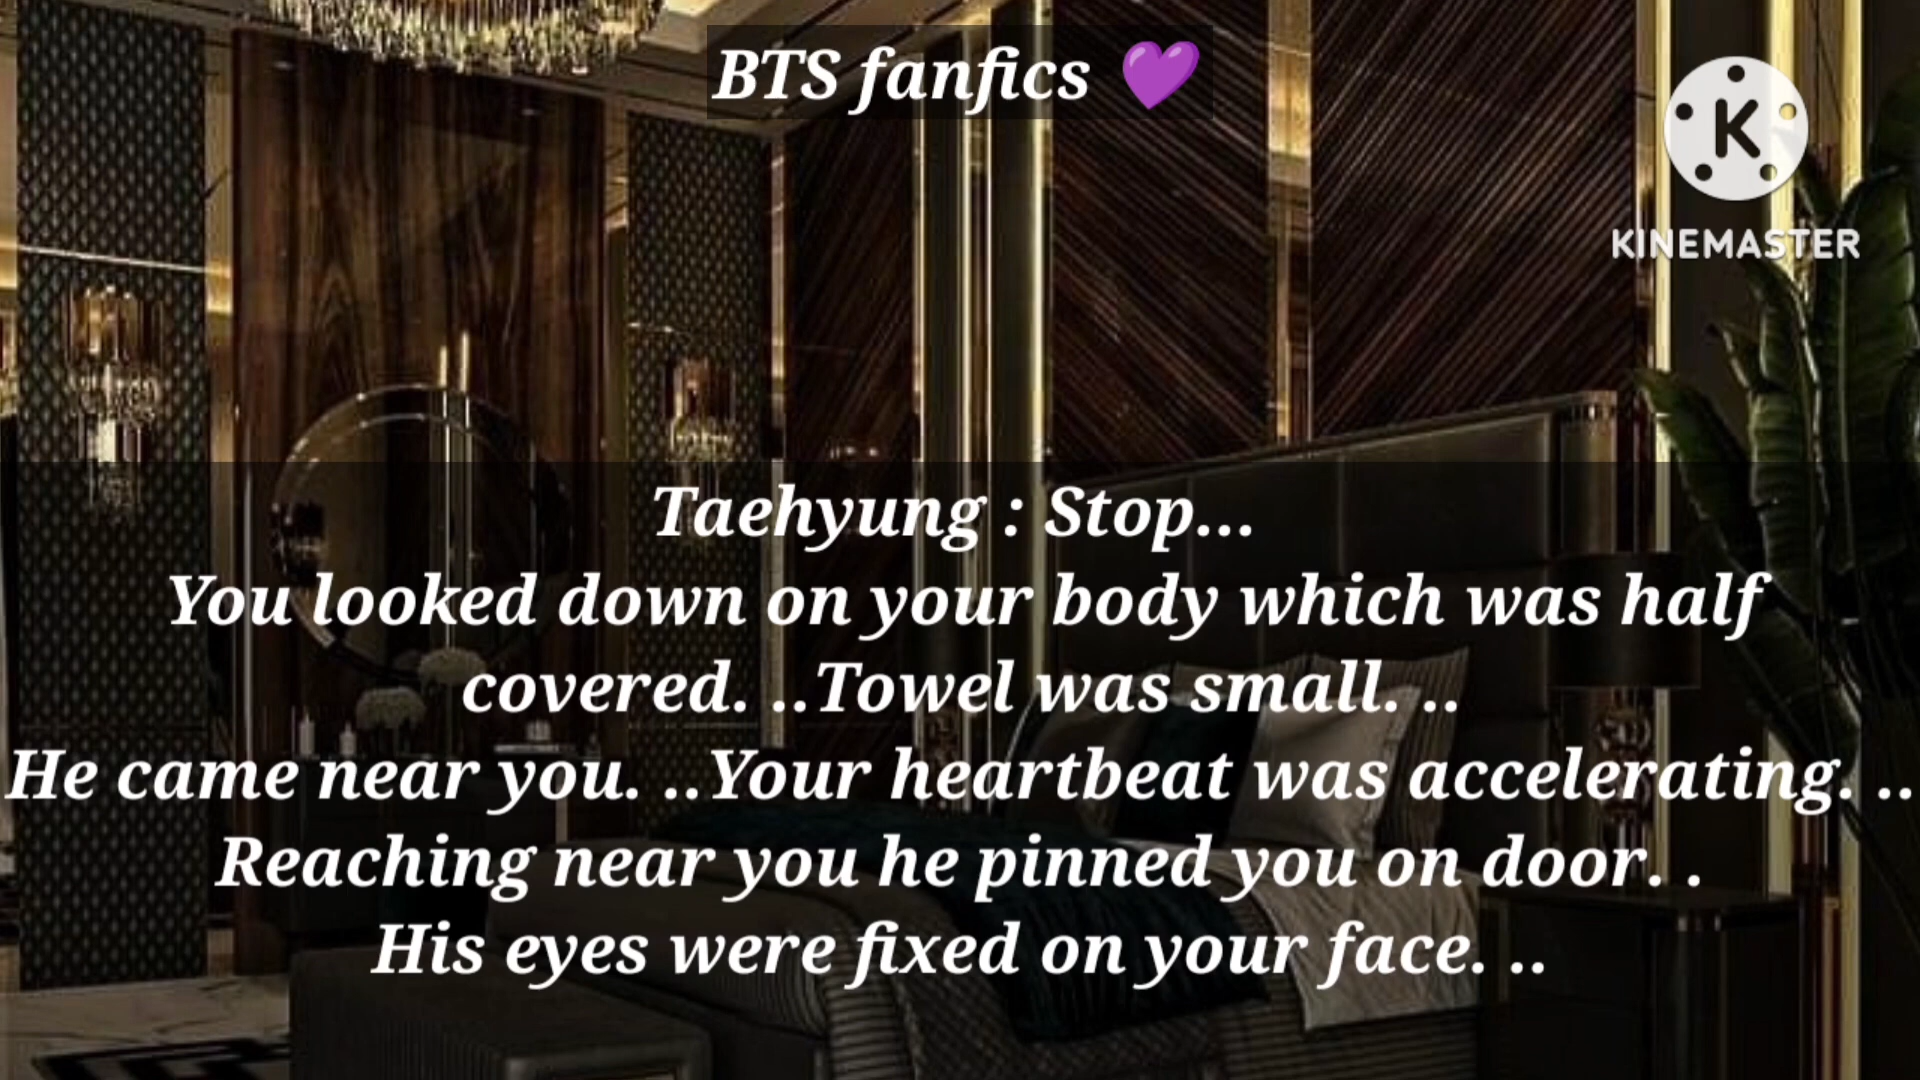 BTS fanfics 💜
K
KINEMASTER
Taehyung : Stop...
You looked down on your body which was half
covered. ..Towel was small. ..
He came near you. ..Your heartbeat was accelerating. ..
Reaching near you he pinned you on door. .
His eyes were fixed on your face. ..